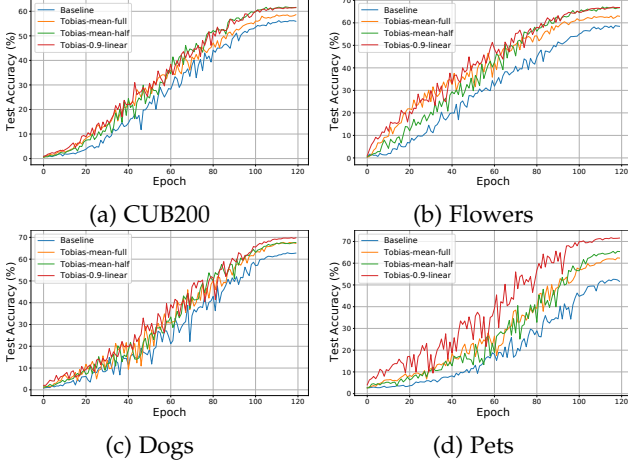 60
50
40
30
20
10
0
Test Accuracy (%)
Baseline
Tobias-mean-full
Tobias-mean-half
Tobias-0.9-linear
0 20 40 60 80 100 120
Epoch
(a) CUB200
70
60
50
40
30
20
10
0
Test Accuracy (%)
Baseline
Tobias-mean-full
Tobias-mean-half
Tobias-0.9-linear
0 20 40 60 80 100 120
Epoch
(b) Flowers
70
60
50
40
30
20
10
0
Test Accuracy (%)
Baseline
Tobias-mean-full
Tobias-mean-half
Tobias-0.9-linear
0 20 40 60 80 100 120
Epoch
(c) Dogs
70
60
50
40
30
20
10
0
Test Accuracy (%)
Baseline
Tobias-mean-full
Tobias-mean-half
Tobias-0.9-linear
0 20 40 60 80 100 120
Epoch
(d) Pets